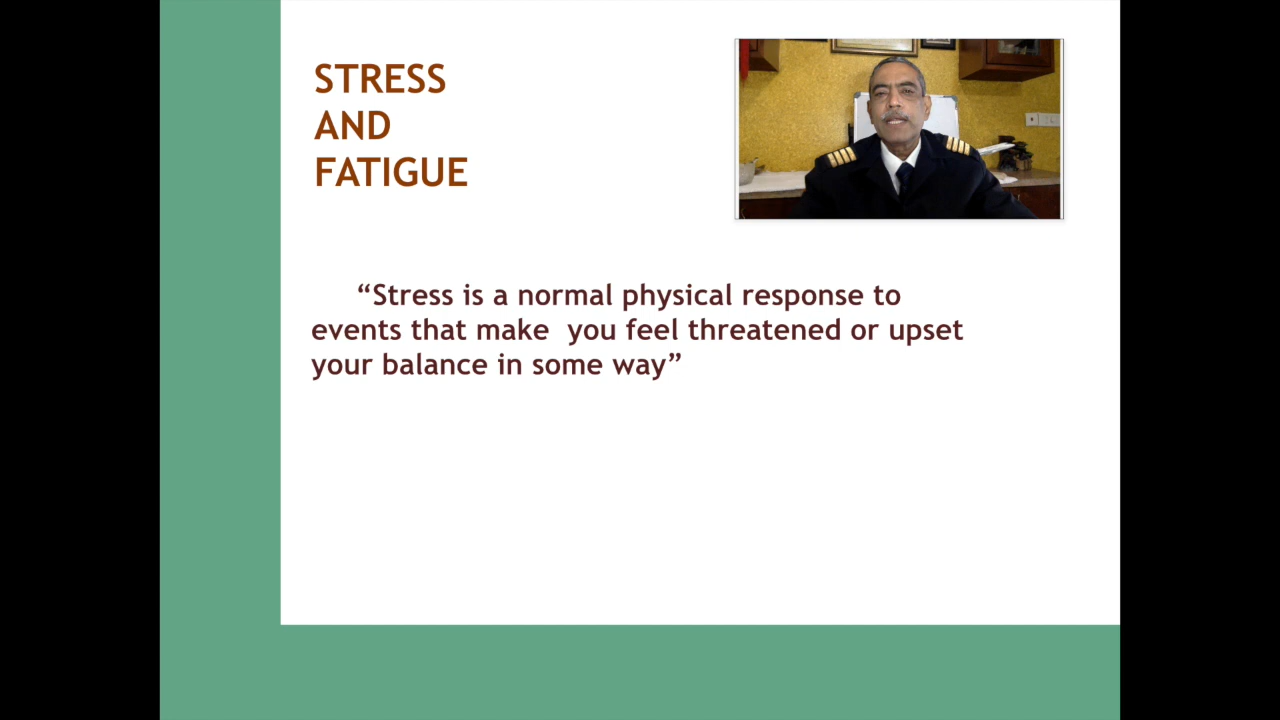 STRESS
AND
FATIGUE
“Stress is a normal physical response to
events that make  you feel threatened or upset
your balance in some way”